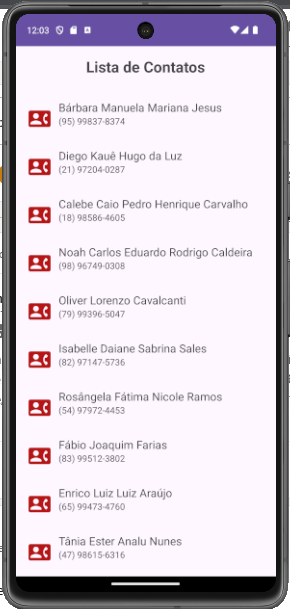 12:03
Lista de Contatos
Bárbara Manuela Mariana Jesus
(95) 99837-8374
Diego Kauê Hugo da Luz
(21) 97204-0287
Calebe Caio Pedro Henrique Carvalho
(18) 98586-4605
Noah Carlos Eduardo Rodrigo Caldeira
(98) 96749-0308
Oliver Lorenzo Cavalcanti
(79) 99396-5047
Isabelle Daiane Sabrina Sales
(82) 97147-5736
Rosângela Fátima Nicole Ramos
(54) 97972-4453
Fábio Joaquim Farias
(83) 99512-3802
Enrico Luiz Luiz Araújo
(65) 99473-4760
Tânia Ester Analu Nunes
(47) 98615-6316